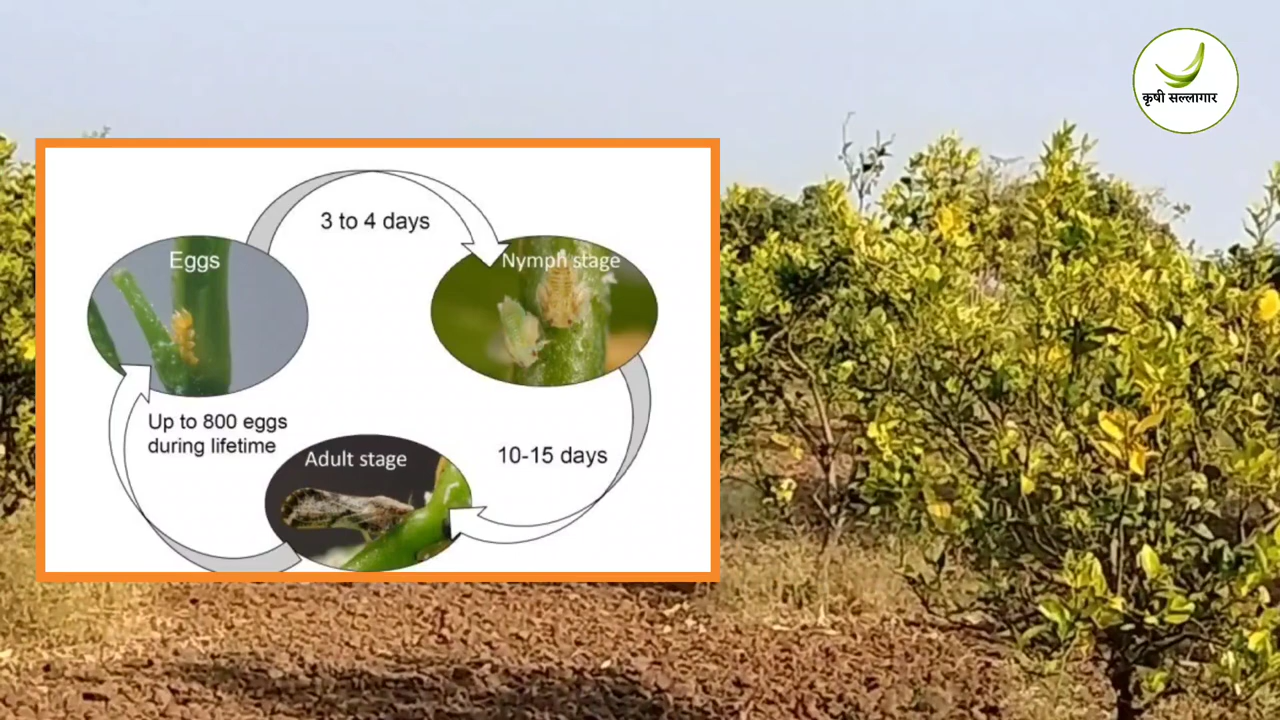 कृषी सल्लागार
3 to 4 days
Eggs
Nymph stage
Up to 800 eggs
during lifetime
Adult stage
10-15 days